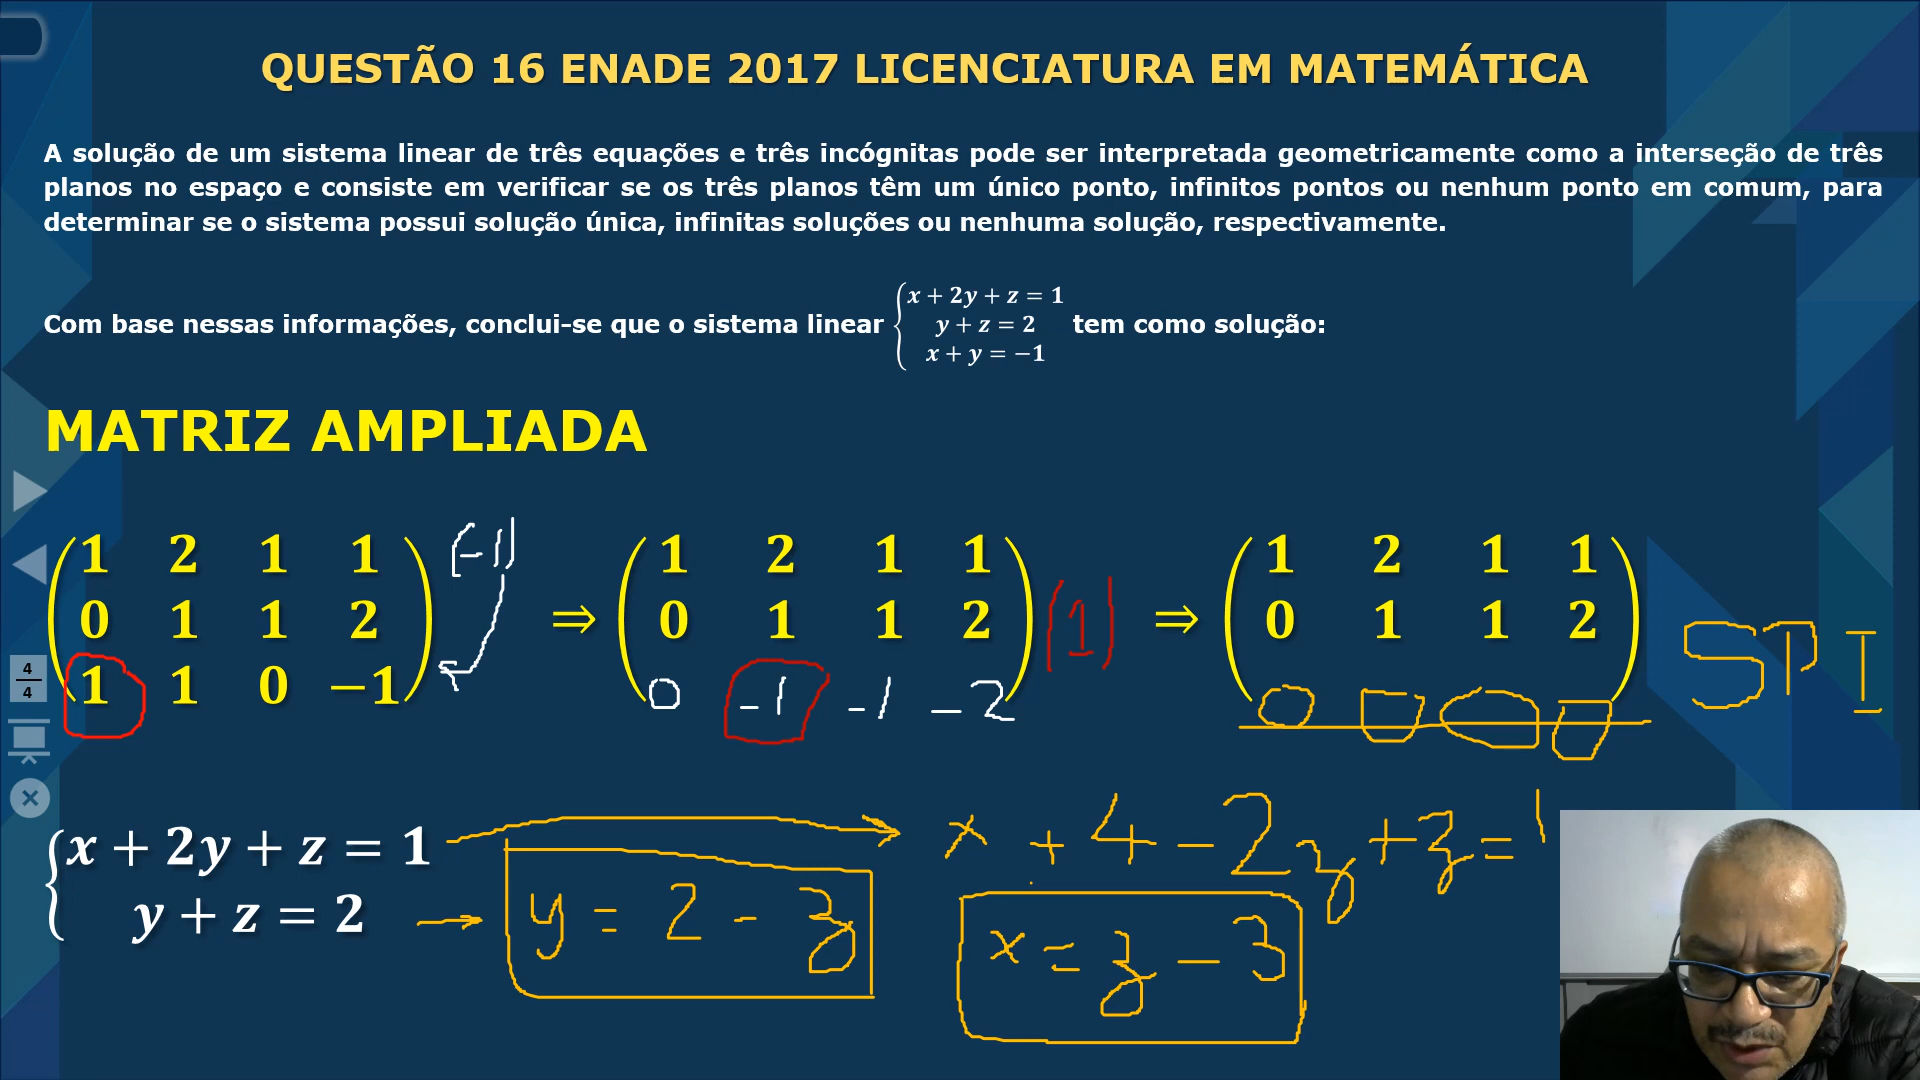 QUESTÃO 16 ENADE 2017 LICENCIATURA EM MATEMÁTICA
A solução de um sistema linear de três equações e três incógnitas pode ser interpretada geometricamente como a interseção de três
planos no espaço e consiste em verificar se os três planos têm um único ponto, infinitos pontos ou nenhum ponto em comum, para
determinar se o sistema possui solução única, infinitas soluções ou nenhuma solução, respectivamente.
x + 2y + z = 1
Com base nessas informações, conclui-se que o sistema linear { y + z = 2 tem como solução:
x + y = −1
MATRIZ AMPLIADA
1 2 1 1 (-1) 1 2 1 1 1 2 1 1
0 1 1 2 ⇒ 0 1 1 2 (1) ⇒ 0 1 1 2 SPI
1 1 0 −1 0 -1 -1 -2 0 0 0 0
4
4
x + 2y + z = 1 x + 4 - 2z + z = 1
y + z = 2 y = 2 - z x = z - 3